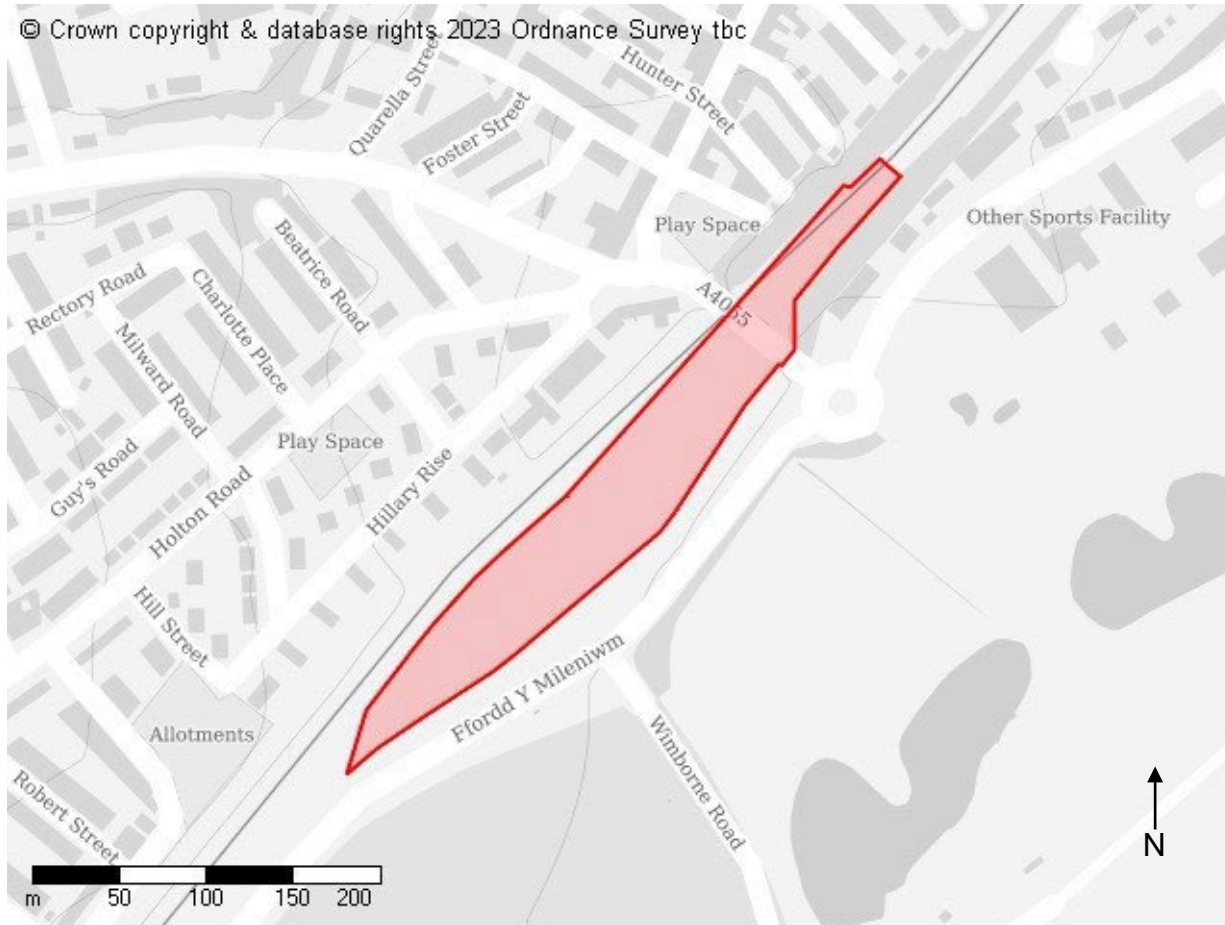 © Crown copyright & database rights 2023 Ordnance Survey tbc
Hunter Street
Quarella Street
Foster Street
Play Space
Other Sports Facility
Beatrice Road
Rectory Road
Charlotte Place
A4055
Milward Road
Play Space
Guy's Road
Holton Road
Hillary Rise
Hill Street
Ffordd Y Mileniwm
Allotments
Wimborne Road
Robert Street
N
m 50 100 150 200